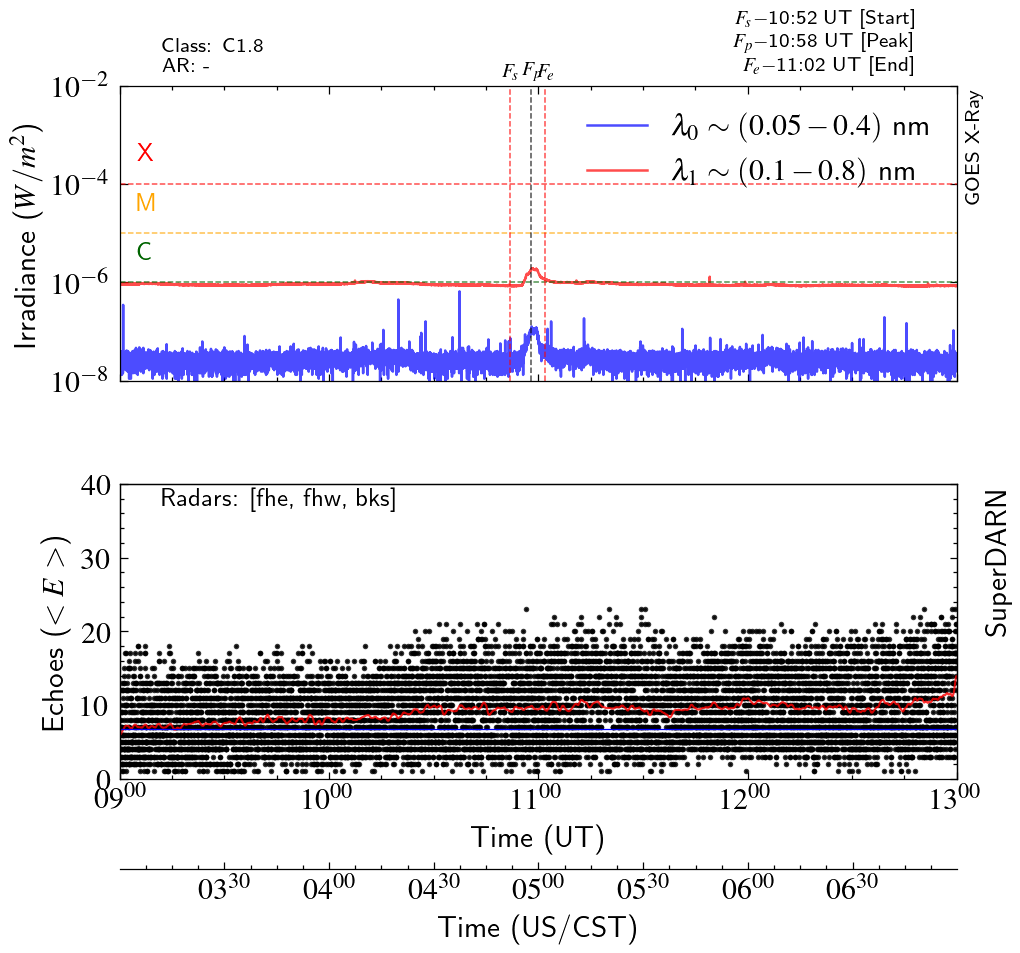 F_s−10:52 UT [Start]
F_p−10:58 UT [Peak]
F_e−11:02 UT [End]
Class: C1.8
AR: -
F_s F_p F_e
10^−2
10^−4
10^−6
10^−8
Irradiance (W/m^2)
X
M
C
λ_0 ∼ (0.05−0.4) nm
λ_1 ∼ (0.1−0.8) nm
GOES X-Ray
Radars: [fhe, fhw, bks]
40
30
20
10
0
Echoes (< E >)
SuperDARN
09^00 10^00 11^00 12^00 13^00
Time (UT)
03^30 04^00 04^30 05^00 05^30 06^00 06^30
Time (US/CST)